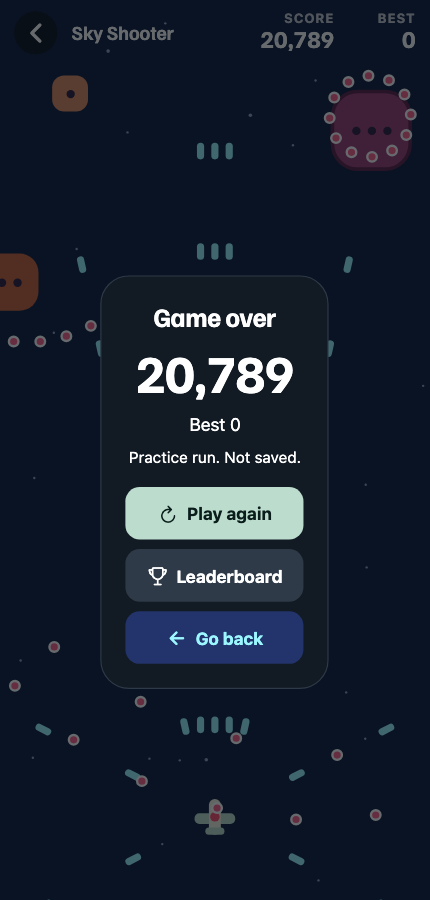 Sky Shooter
SCORE
20,789
BEST
0
Game over
20,789
Best 0
Practice run. Not saved.
Play again
Leaderboard
Go back